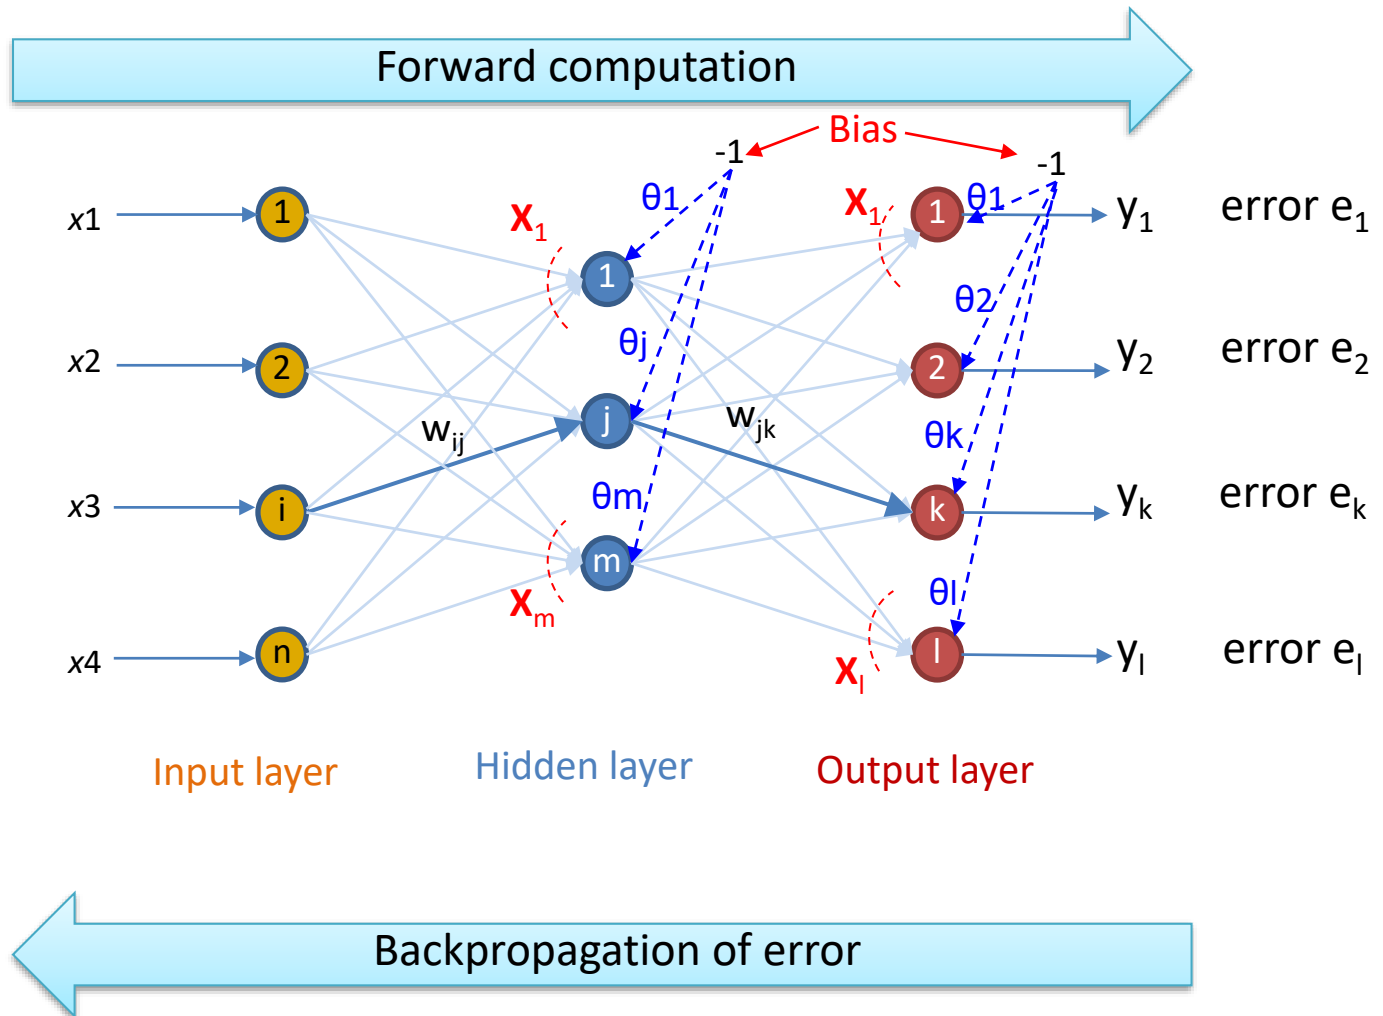 Forward computation
Bias
-1
-1
x1
1
X₁
θ1
X₁
1
θ1
y₁
error e₁
1
θ2
x2
2
θj
2
y₂
error e₂
wᵢⱼ
j
wⱼₖ
θk
x3
i
θm
k
yₖ
error eₖ
m
Xₘ
θl
x4
n
Xₗ
l
yₗ
error eₗ
Input layer
Hidden layer
Output layer
Backpropagation of error